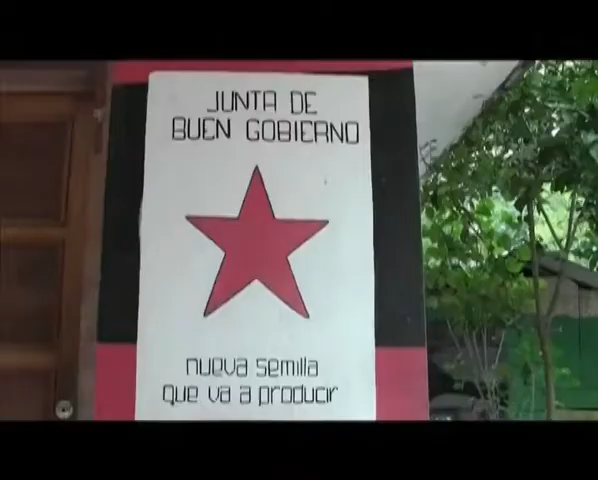 JUNTA DE
BUEN GOBIERNO
nueva semilla
que va a producir